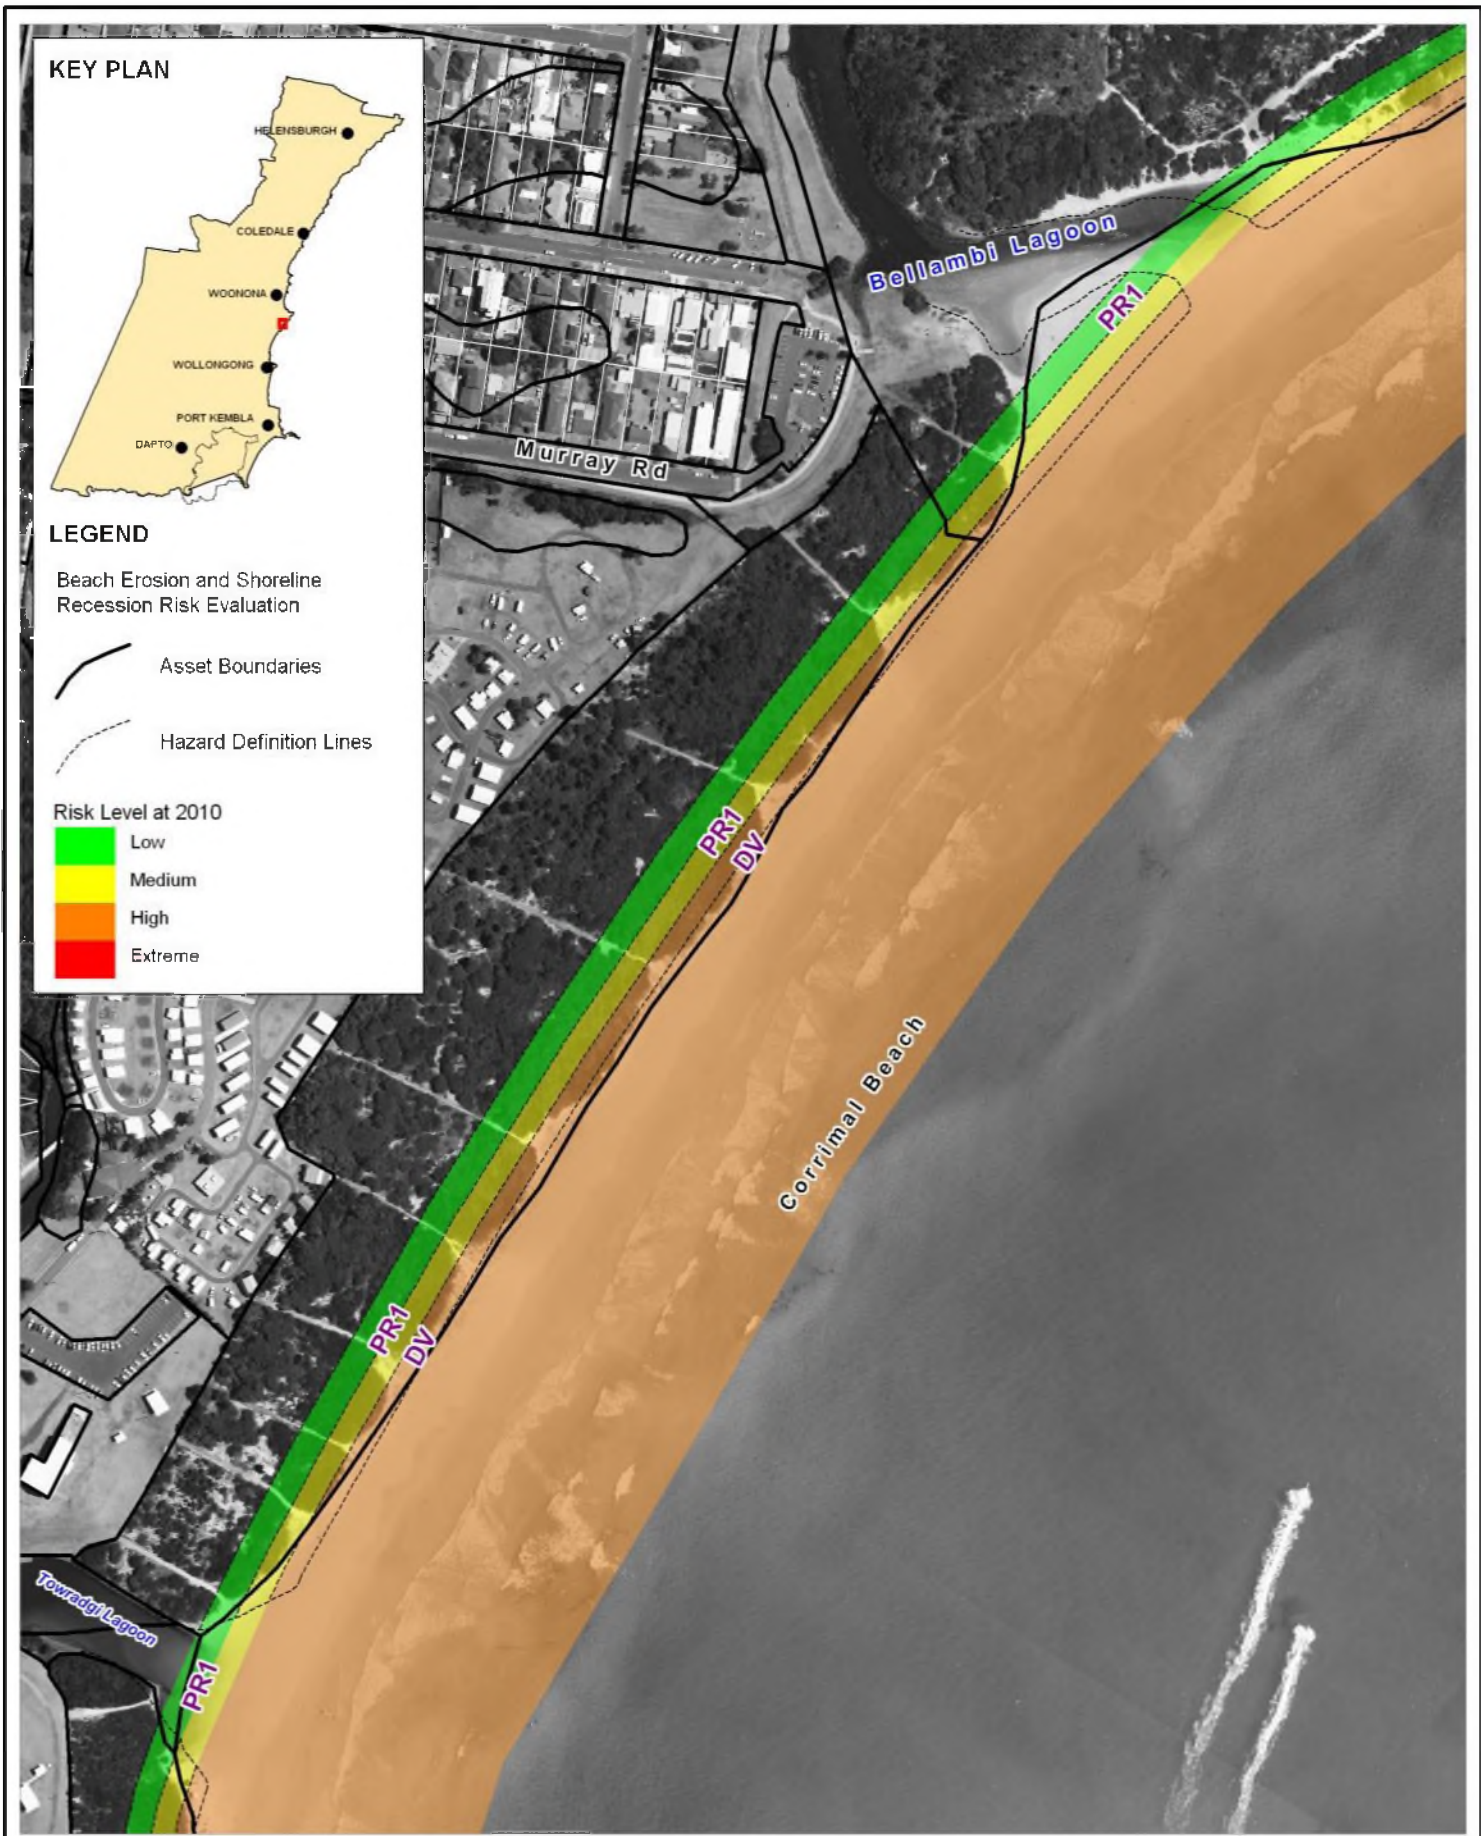 KEY PLAN
HELENSBURGH
COLEDALE
WOONONA
WOLLONGONG
PORT KEMBLA
DAPTO
LEGEND
Beach Erosion and Shoreline
Recession Risk Evaluation
Asset Boundaries
Hazard Definition Lines
Risk Level at 2010
Low
Medium
High
Extreme
Bellambi Lagoon
PR1
Murray Rd
PR1
DV
Corrimal Beach
PR1
DV
Towradgi Lagoon
PR1